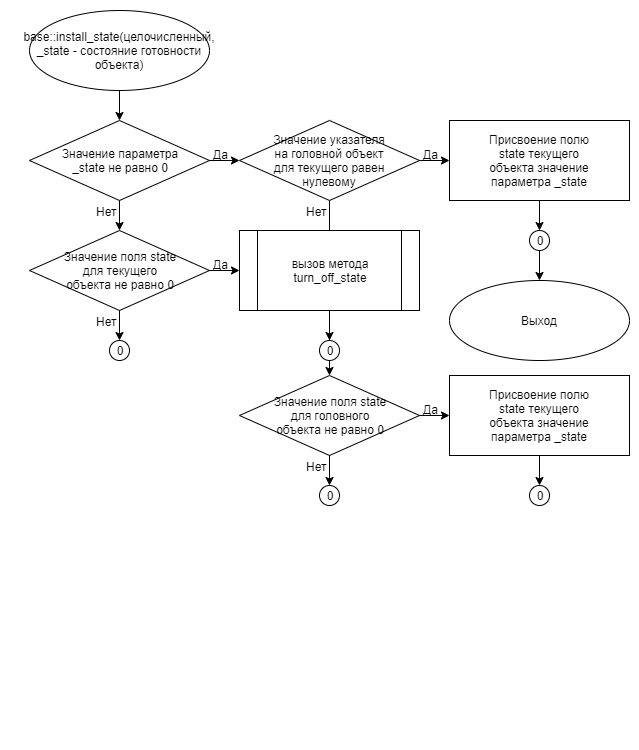 base::install_state(целочисленный,
_state - состояние готовности
объекта)
Значение параметра
_state не равно 0
Да
Значение указателя
на головной объект
для текущего равен
нулевому
Да
Присвоение полю
state текущего
объекта значение
параметра _state
Нет
Нет
0
Значение поля state
для текущего
объекта не равно 0
Да
вызов метода
turn_off_state
Выход
Нет
0
0
Значение поля state
для головного
объекта не равно 0
Да
Присвоение полю
state текущего
объекта значение
параметра _state
Нет
0
0